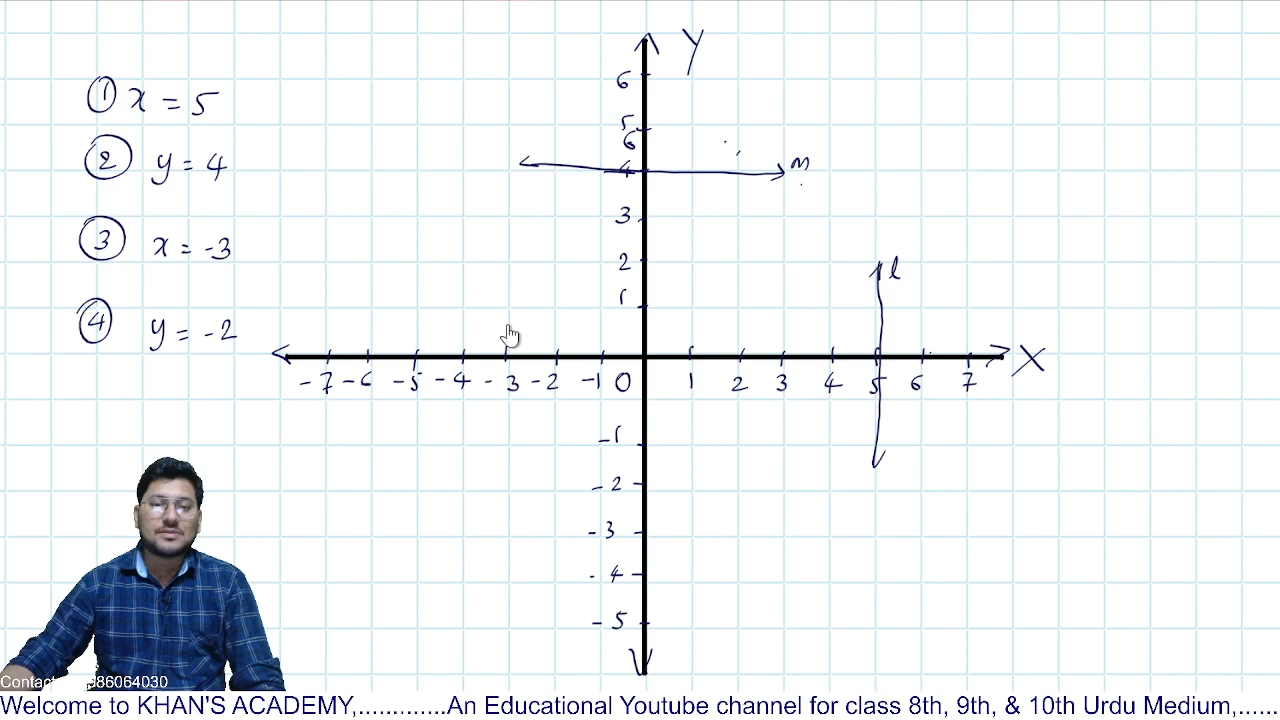 ① x = 5
② y = 4
③ x = -3
④ y = -2
Y
6
5
6
4
m
3
2
l
1
X
-7 -6 -5 -4 -3 -2 -1 0 1 2 3 4 5 6 7
-1
-2
-3
-4
-5
Contact 86064030
Welcome to KHAN'S ACADEMY,.............An Educational Youtube channel for class 8th, 9th, & 10th Urdu Medium,......